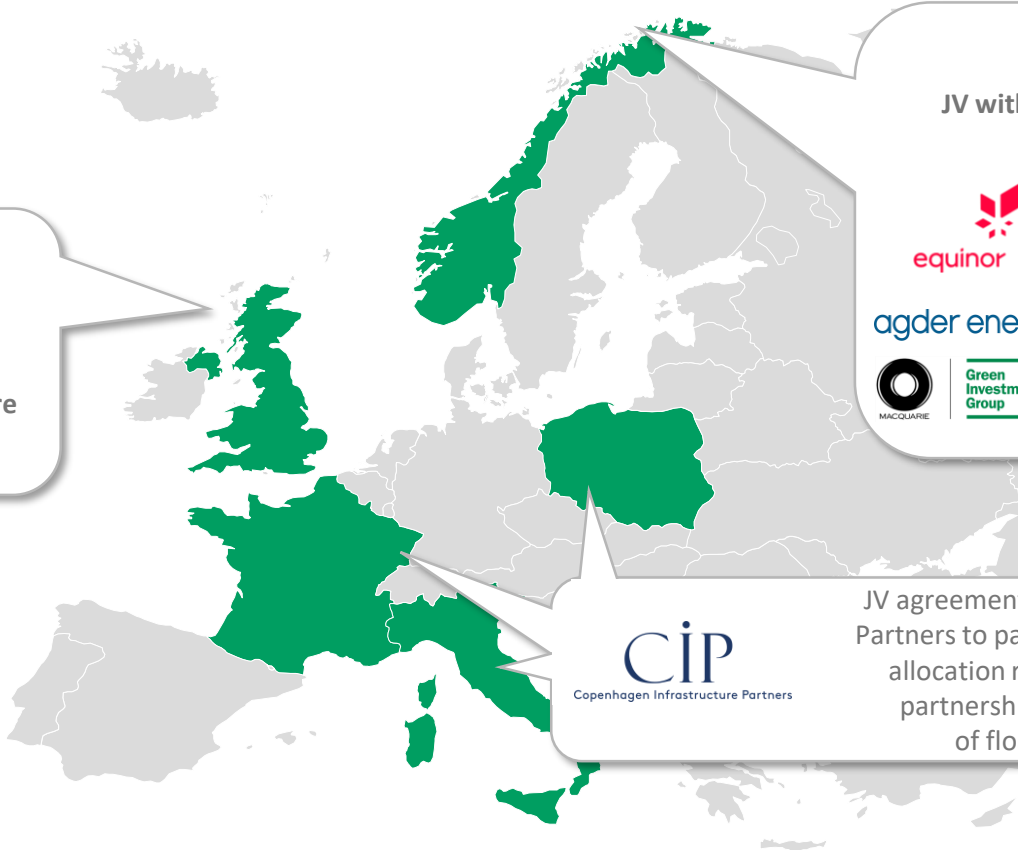 JV with
equinor
agder ene
MACQUARIE
Green
Investm
Group
re
CIP
Copenhagen Infrastructure Partners
JV agreement
Partners to pa
allocation r
partnersh
of flo